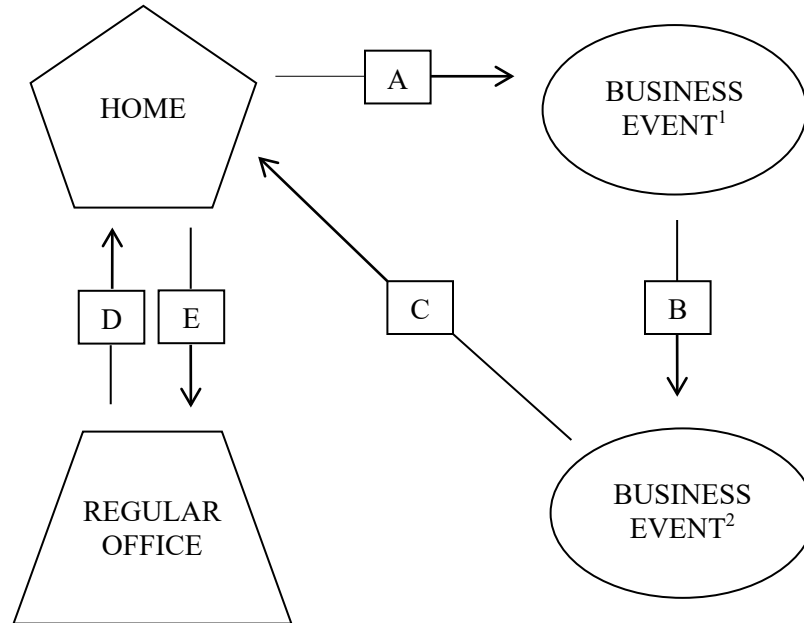 HOME
A
BUSINESS
EVENT¹
D
E
C
B
REGULAR
OFFICE
BUSINESS
EVENT²